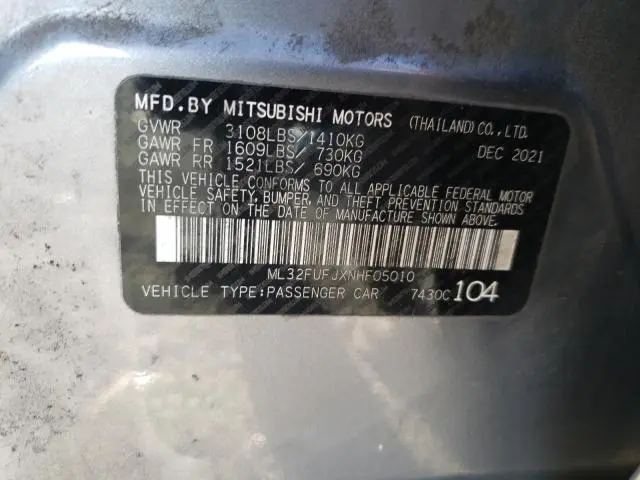 MFD.BY MITSUBISHI MOTORS (THAILAND) CO., LTD.
GVWR 3108LBS/1410KG DEC 2021
GAWR FR 1609LBS/ 730KG
GAWR RR 1521LBS/ 690KG
THIS VEHICLE CONFORMS TO ALL APPLICABLE FEDERAL MOTOR
VEHICLE SAFETY, BUMPER, AND THEFT PREVENTION STANDARDS
IN EFFECT ON THE DATE OF MANUFACTURE SHOWN ABOVE.
ML32FUFJXNHF05010
VEHICLE TYPE:PASSENGER CAR 7430C104